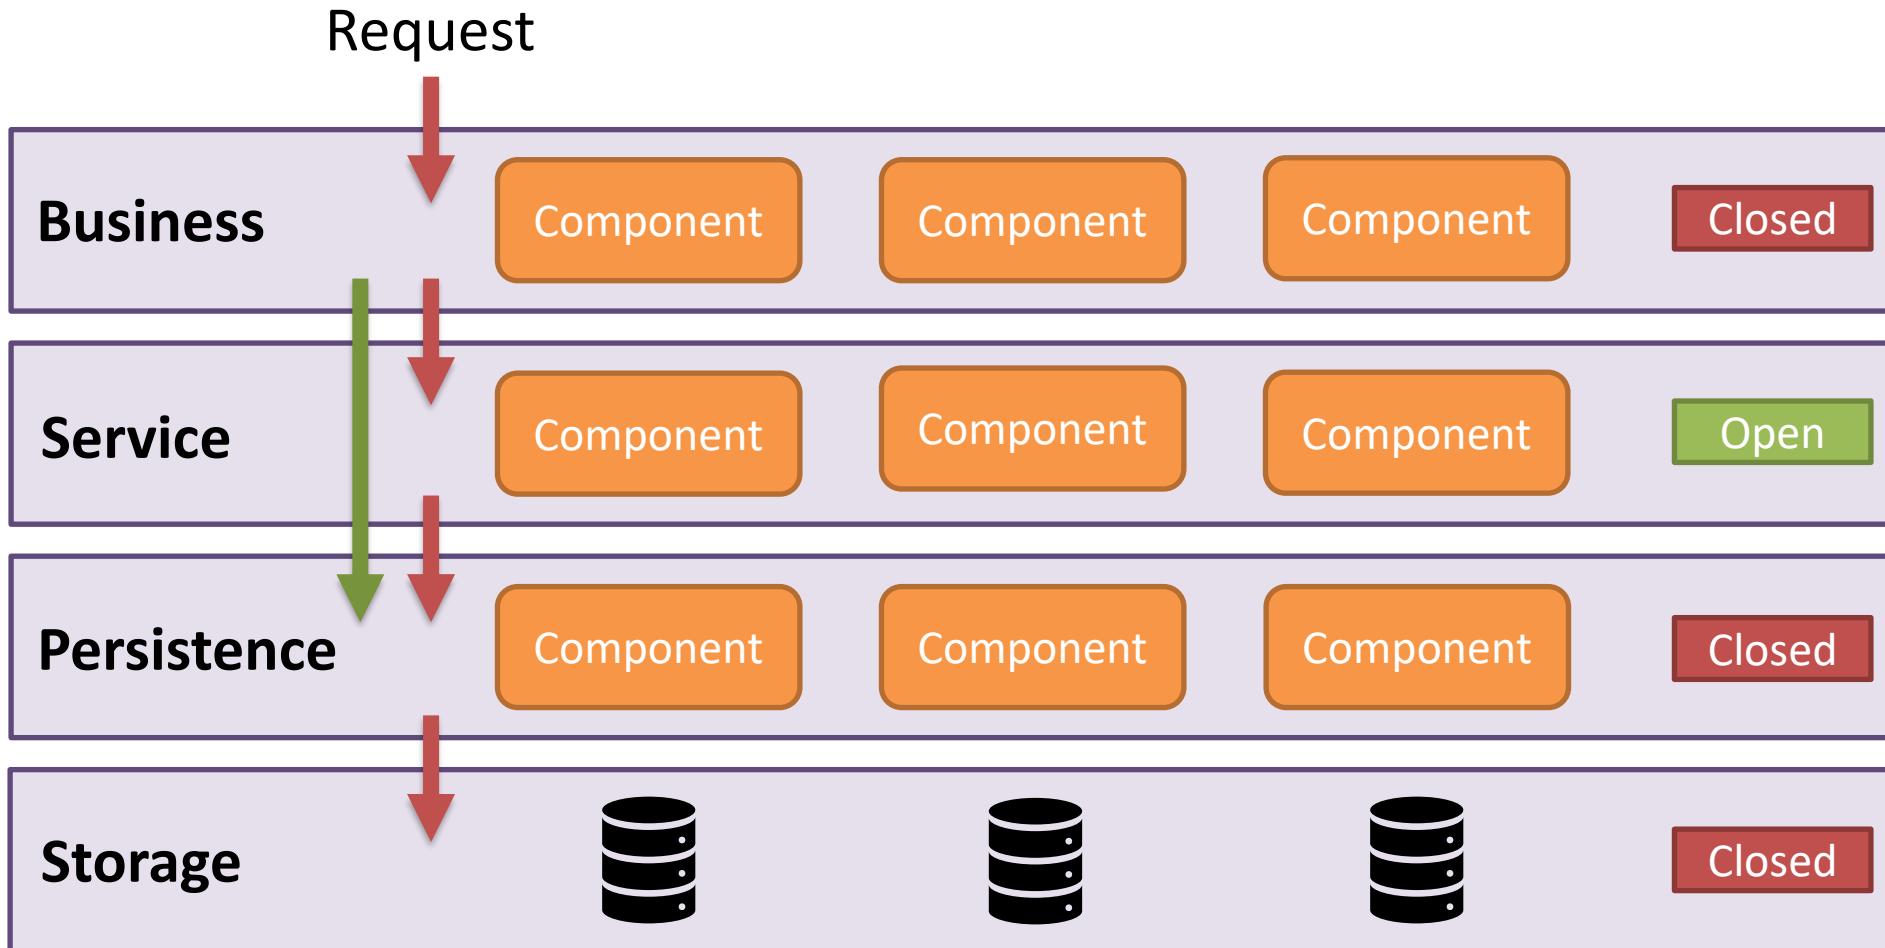 Request
Business
Component
Component
Component
Closed
Service
Component
Component
Component
Open
Persistence
Component
Component
Component
Closed
Storage
Closed